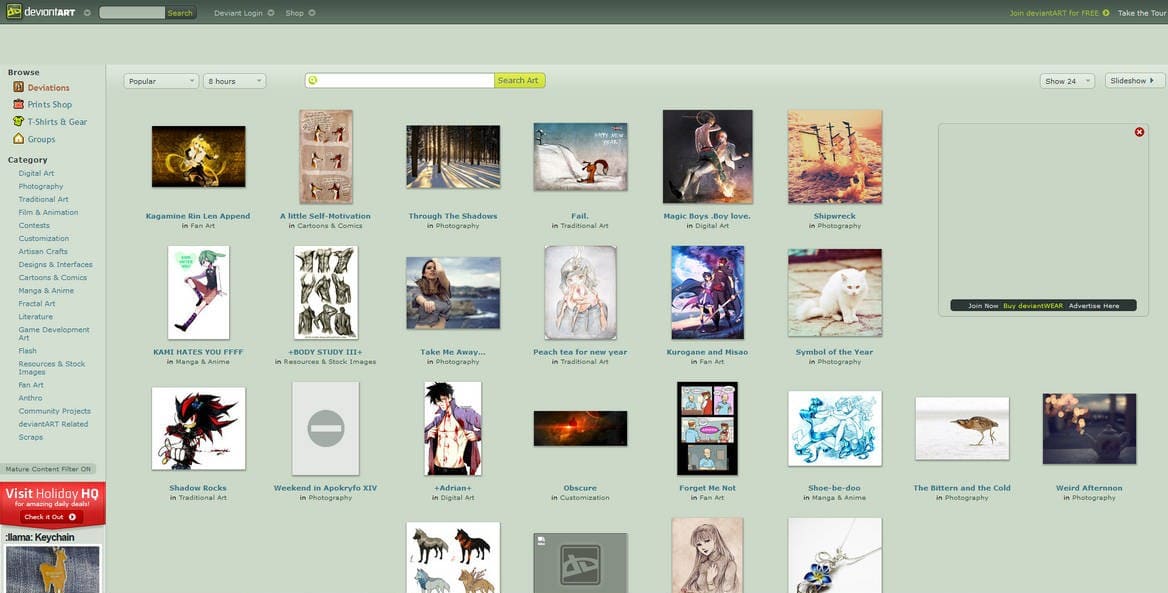 deviantART
Search
Deviant Login
Shop
Join deviantART for FREE
Take the Tour
Browse
Deviations
Prints Shop
T-Shirts & Gear
Groups
Category
Digital Art
Photography
Traditional Art
Film & Animation
Contests
Customization
Artisan Crafts
Designs & Interfaces
Cartoons & Comics
Manga & Anime
Fractal Art
Literature
Game Development
Art
Flash
Resources & Stock
Images
Fan Art
Anthro
Community Projects
deviantART Related
Scraps
Mature Content Filter ON
Visit Holiday HQ
for amazing daily deals!
Check it Out
:llama: Keychain
Popular
8 hours
Search Art
Show 24
Slideshow
HAPPY NEW
YEAR!
Kagamine Rin Len Append
in Fan Art
A little Self-Motivation
in Cartoons & Comics
Through The Shadows
in Photography
Fail.
in Traditional Art
Magic Boys .Boy love.
in Digital Art
Shipwreck
in Photography
Join Now
Buy deviantWEAR
Advertise Here
KAMI HATES YOU FFFF
in Manga & Anime
+BODY STUDY III+
in Resources & Stock Images
Take Me Away...
in Photography
Peach tea for new year
in Traditional Art
Kurogane and Misao
in Fan Art
Symbol of the Year
in Photography
Shadow Rocks
in Traditional Art
Weekend in Apokryfo XIV
in Photography
+Adrian+
in Digital Art
Obscure
in Customization
Forget Me Not
in Fan Art
Shoe-be-doo
in Manga & Anime
The Bittern and the Cold
in Photography
Weird Afternnon
in Photography